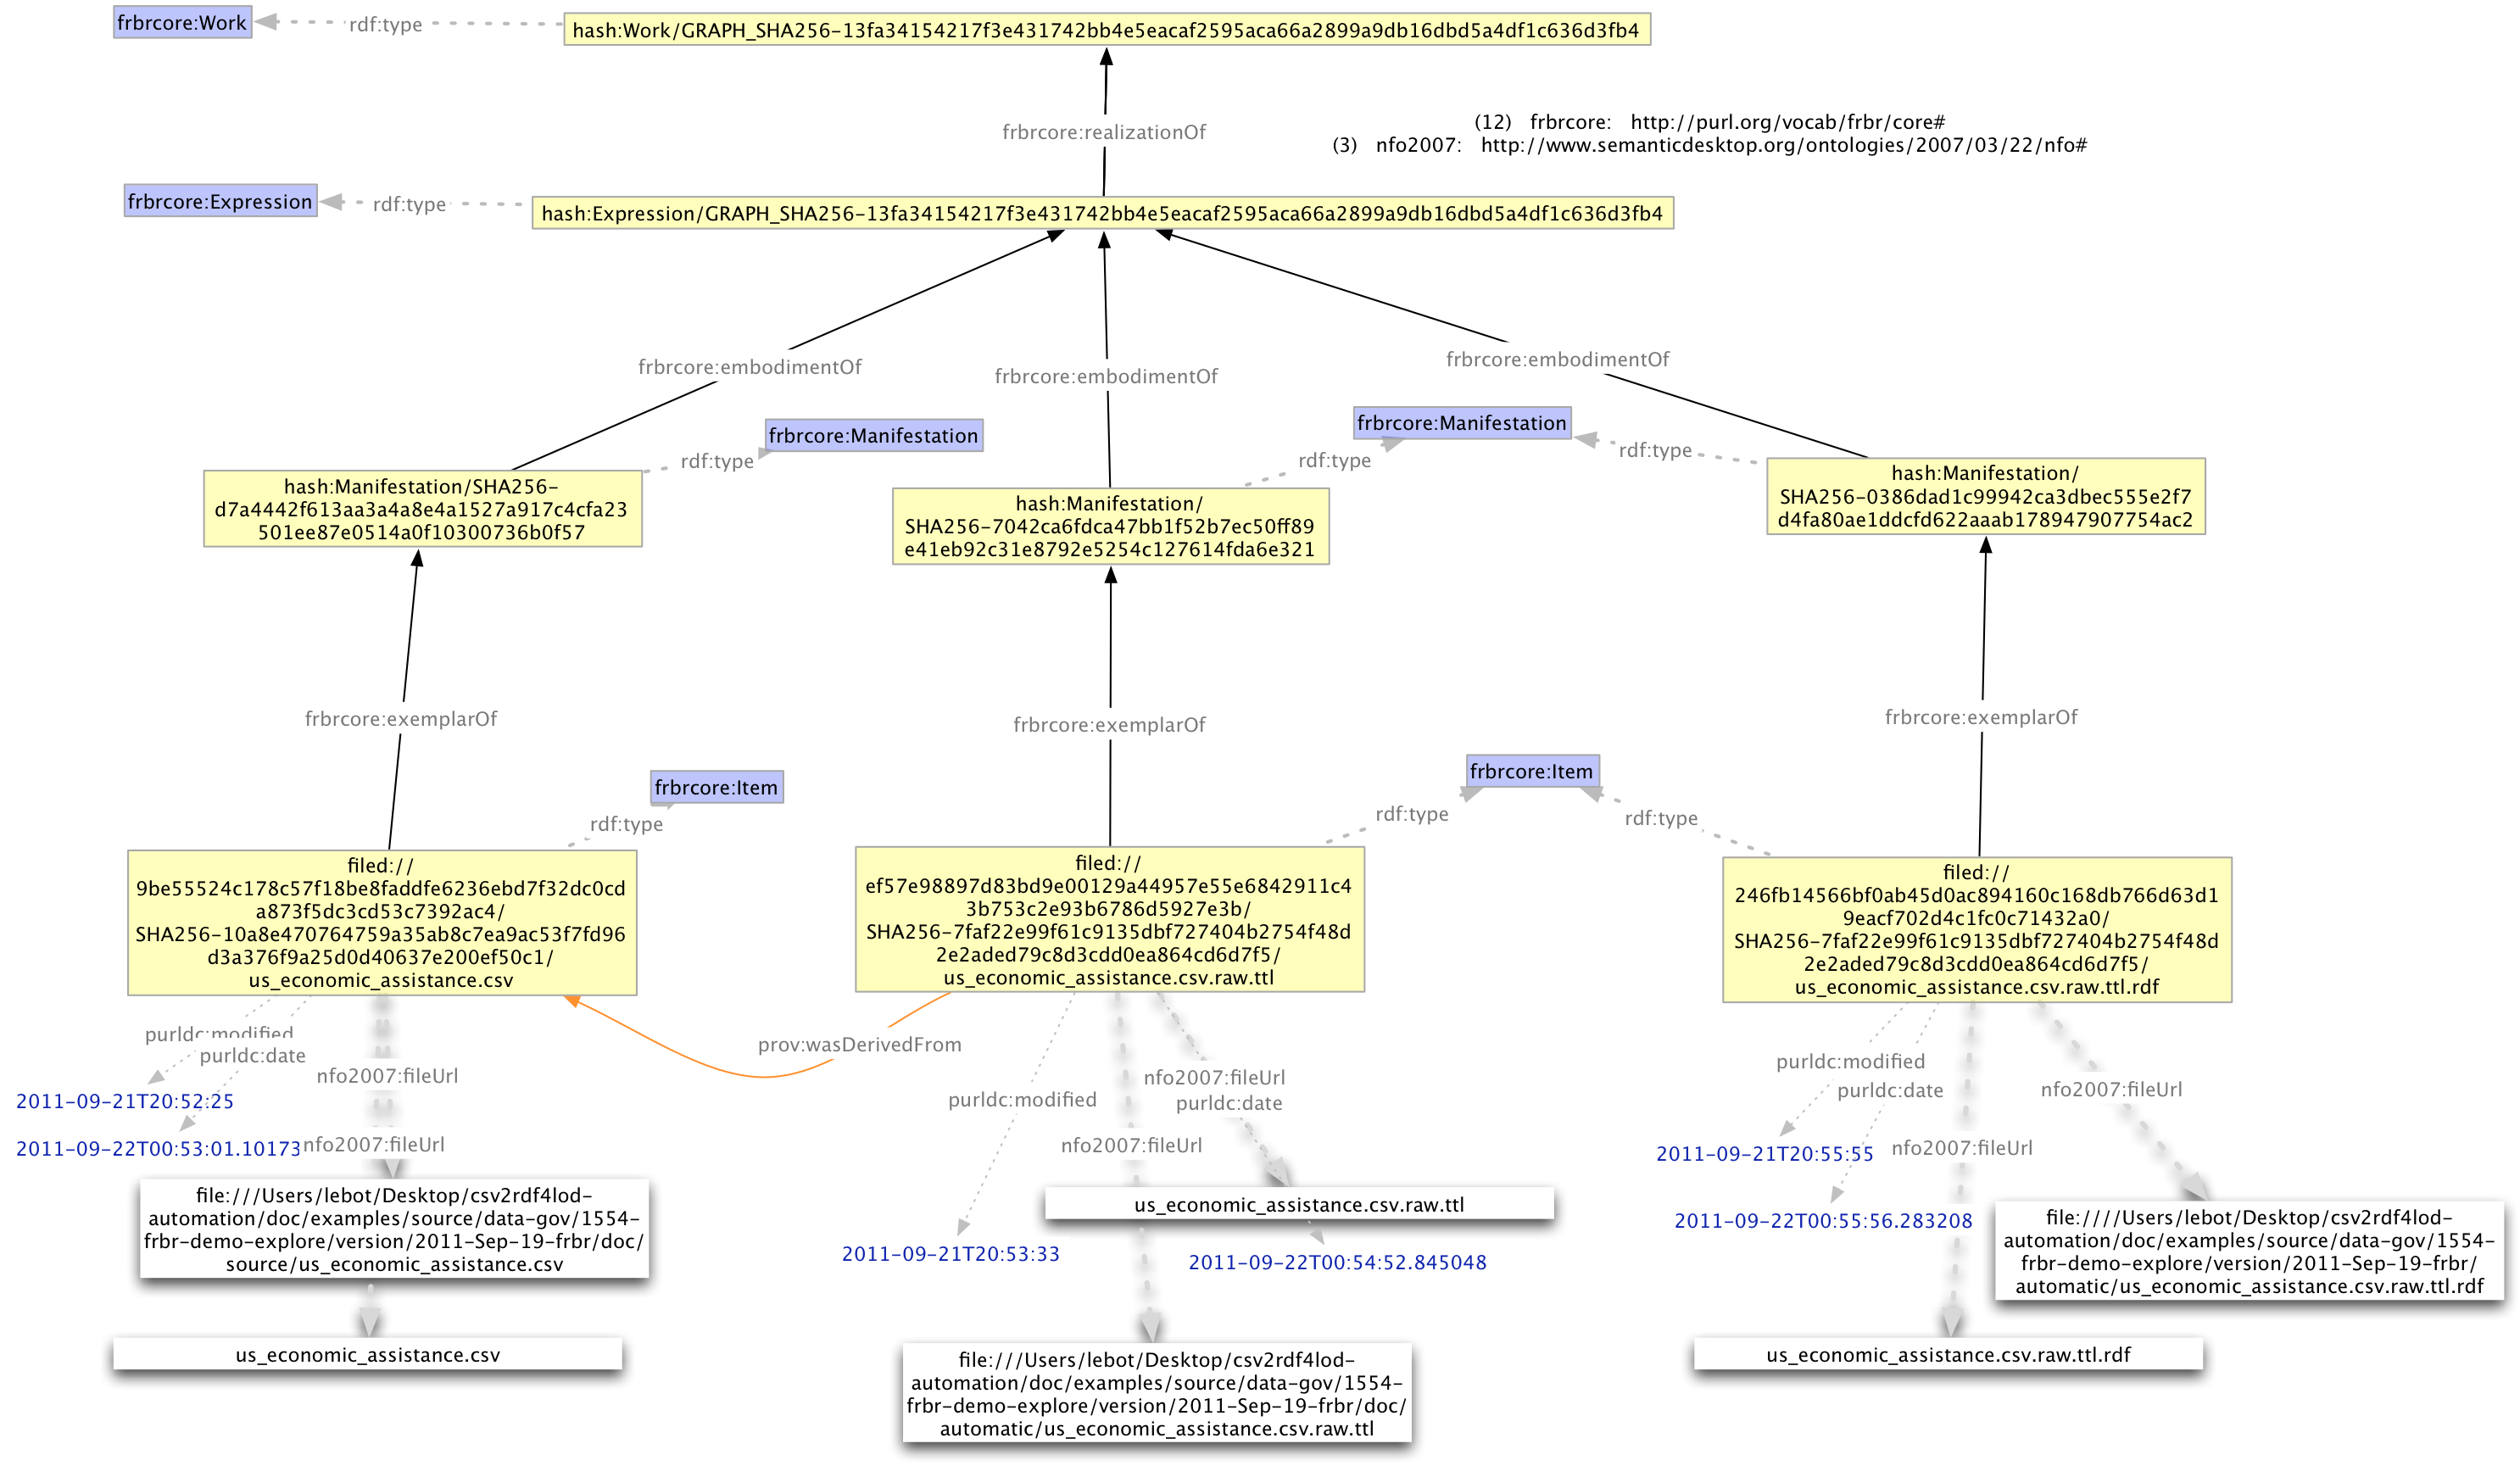 frbrcore:Work
rdf:type
hash:Work/GRAPH_SHA256-13fa34154217f3e431742bb4e5eacaf2595aca66a2899a9db16dbd5a4df1c636d3fb4
frbrcore:realizationOf
(12) frbrcore: http://purl.org/vocab/frbr/core#
(3) nfo2007: http://www.semanticdesktop.org/ontologies/2007/03/22/nfo#
frbrcore:Expression
rdf:type
hash:Expression/GRAPH_SHA256-13fa34154217f3e431742bb4e5eacaf2595aca66a2899a9db16dbd5a4df1c636d3fb4
frbrcore:embodimentOf
frbrcore:embodimentOf
frbrcore:embodimentOf
frbrcore:Manifestation
rdf:type
frbrcore:Manifestation
rdf:type
rdf:type
hash:Manifestation/SHA256-
d7a4442f613aa3a4a8e4a1527a917c4cfa23
501ee87e0514a0f10300736b0f57
hash:Manifestation/
SHA256-7042ca6fdca47bb1f52b7ec50ff89
e41eb92c31e8792e5254c127614fda6e321
hash:Manifestation/
SHA256-0386dad1c99942ca3dbec555e2f7
d4fa80ae1ddcfd622aaab178947907754ac2
frbrcore:exemplarOf
frbrcore:exemplarOf
frbrcore:exemplarOf
frbrcore:Item
rdf:type
frbrcore:Item
rdf:type
rdf:type
filed://
9be55524c178c57f18be8faddfe6236ebd7f32dc0cd
a873f5dc3cd53c7392ac4/
SHA256-10a8e470764759a35ab8c7ea9ac53f7fd96
d3a376f9a25d0d40637e200ef50c1/
us_economic_assistance.csv
filed://
ef57e98897d83bd9e00129a44957e55e6842911c4
3b753c2e93b6786d5927e3b/
SHA256-7faf22e99f61c9135dbf727404b2754f48d
2e2aded79c8d3cdd0ea864cd6d7f5/
us_economic_assistance.csv.raw.ttl
filed://
246fb14566bf0ab45d0ac894160c168db766d63d1
9eacf702d4c1fc0c71432a0/
SHA256-7faf22e99f61c9135dbf727404b2754f48d
2e2aded79c8d3cdd0ea864cd6d7f5/
us_economic_assistance.csv.raw.ttl.rdf
purldc:modified
purldc:date
nfo2007:fileUrl
2011-09-21T20:52:25
2011-09-22T00:53:01.10173
nfo2007:fileUrl
file:///Users/lebot/Desktop/csv2rdf4lod-
automation/doc/examples/source/data-gov/1554-
frbr-demo-explore/version/2011-Sep-19-frbr/doc/
source/us_economic_assistance.csv
us_economic_assistance.csv
prov:wasDerivedFrom
purldc:modified
nfo2007:fileUrl
purldc:date
nfo2007:fileUrl
us_economic_assistance.csv.raw.ttl
2011-09-21T20:53:33
2011-09-22T00:54:52.845048
file:///Users/lebot/Desktop/csv2rdf4lod-
automation/doc/examples/source/data-gov/1554-
frbr-demo-explore/version/2011-Sep-19-frbr/doc/
automatic/us_economic_assistance.csv.raw.ttl
purldc:modified
purldc:date
nfo2007:fileUrl
nfo2007:fileUrl
2011-09-21T20:55:55
2011-09-22T00:55:56.283208
file:////Users/lebot/Desktop/csv2rdf4lod-
automation/doc/examples/source/data-gov/1554-
frbr-demo-explore/version/2011-Sep-19-frbr/
automatic/us_economic_assistance.csv.raw.ttl.rdf
us_economic_assistance.csv.raw.ttl.rdf